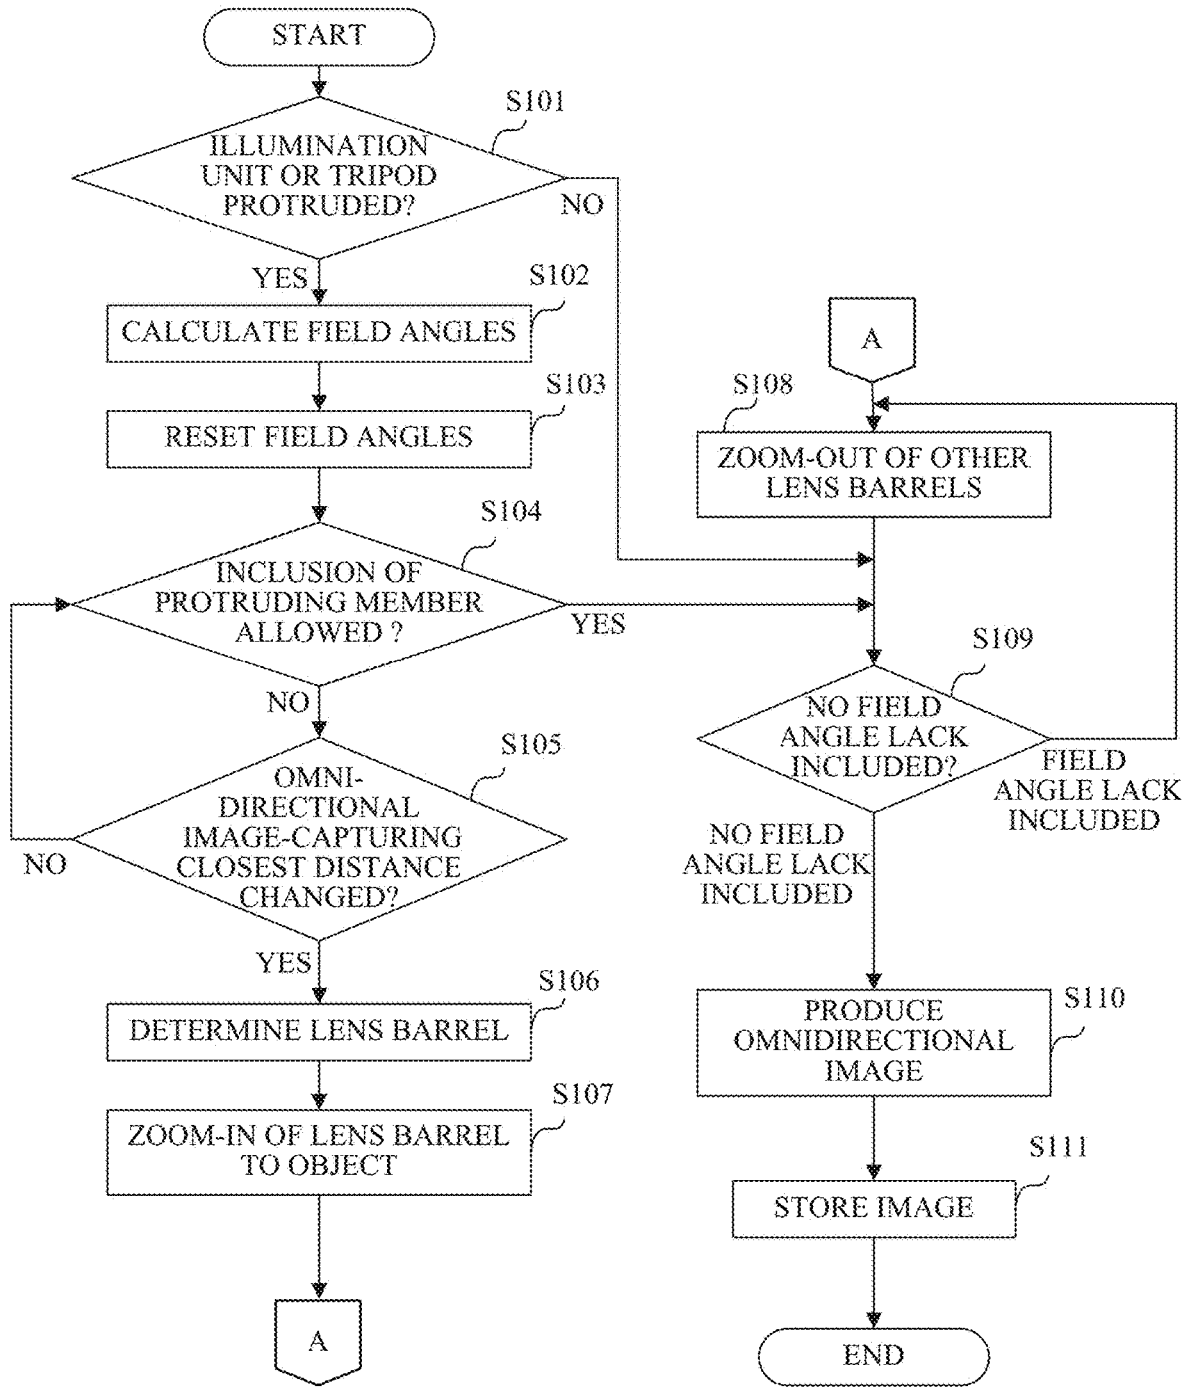 START
S101
ILLUMINATION
UNIT OR TRIPOD
PROTRUDED?
NO
YES
S102
CALCULATE FIELD ANGLES
S103
RESET FIELD ANGLES
S104
INCLUSION OF
PROTRUDING MEMBER
ALLOWED ?
YES
NO
S105
OMNI-
DIRECTIONAL
IMAGE-CAPTURING
CLOSEST DISTANCE
CHANGED?
NO
YES
S106
DETERMINE LENS BARREL
S107
ZOOM-IN OF LENS BARREL
TO OBJECT
A
A
S108
ZOOM-OUT OF OTHER
LENS BARRELS
S109
NO FIELD
ANGLE LACK
INCLUDED?
FIELD
ANGLE LACK
INCLUDED
NO FIELD
ANGLE LACK
INCLUDED
S110
PRODUCE
OMNIDIRECTIONAL
IMAGE
S111
STORE IMAGE
END